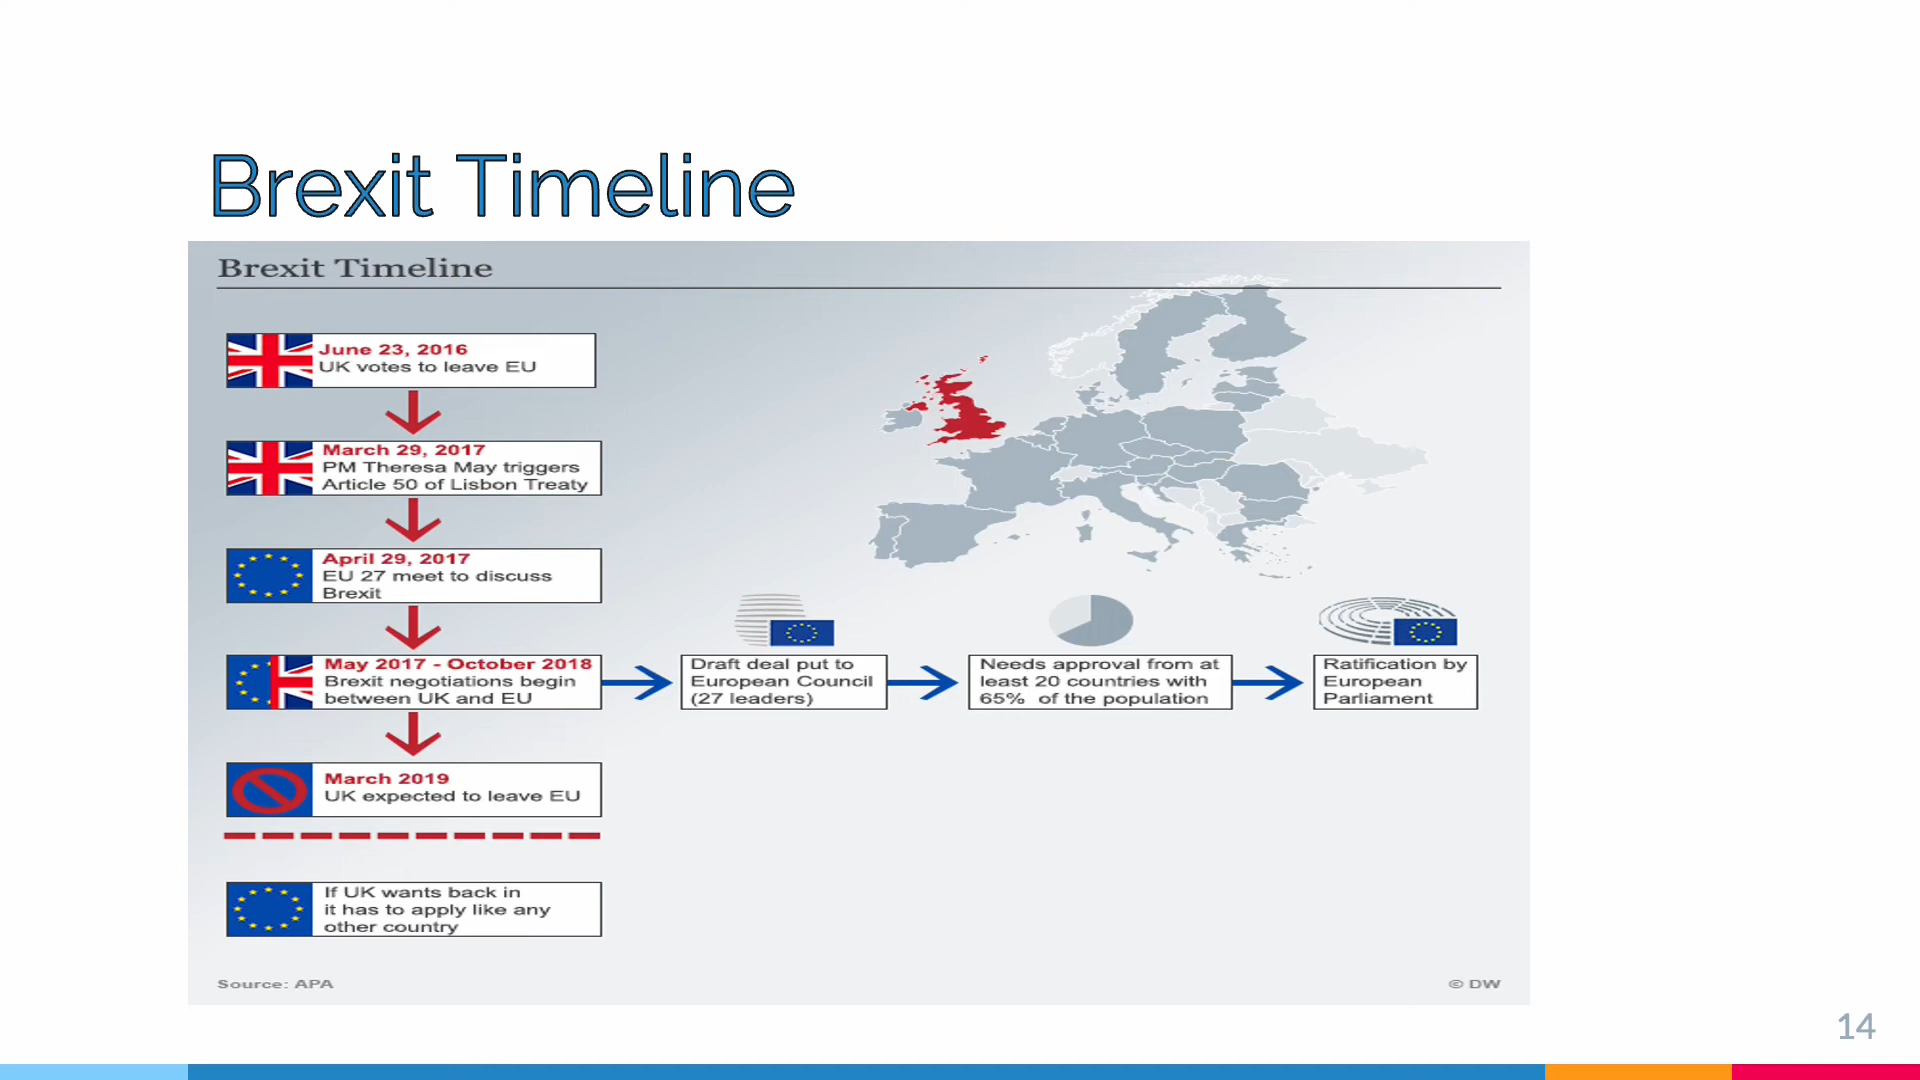 Brexit Timeline
Brexit Timeline
June 23, 2016
UK votes to leave EU
March 29, 2017
PM Theresa May triggers
Article 50 of Lisbon Treaty
April 29, 2017
EU 27 meet to discuss
Brexit
May 2017 - October 2018
Brexit negotiations begin
between UK and EU
Draft deal put to
European Council
(27 leaders)
Needs approval from at
least 20 countries with
65% of the population
Ratification by
European
Parliament
March 2019
UK expected to leave EU
If UK wants back in
it has to apply like any
other country
Source: APA
© DW
14